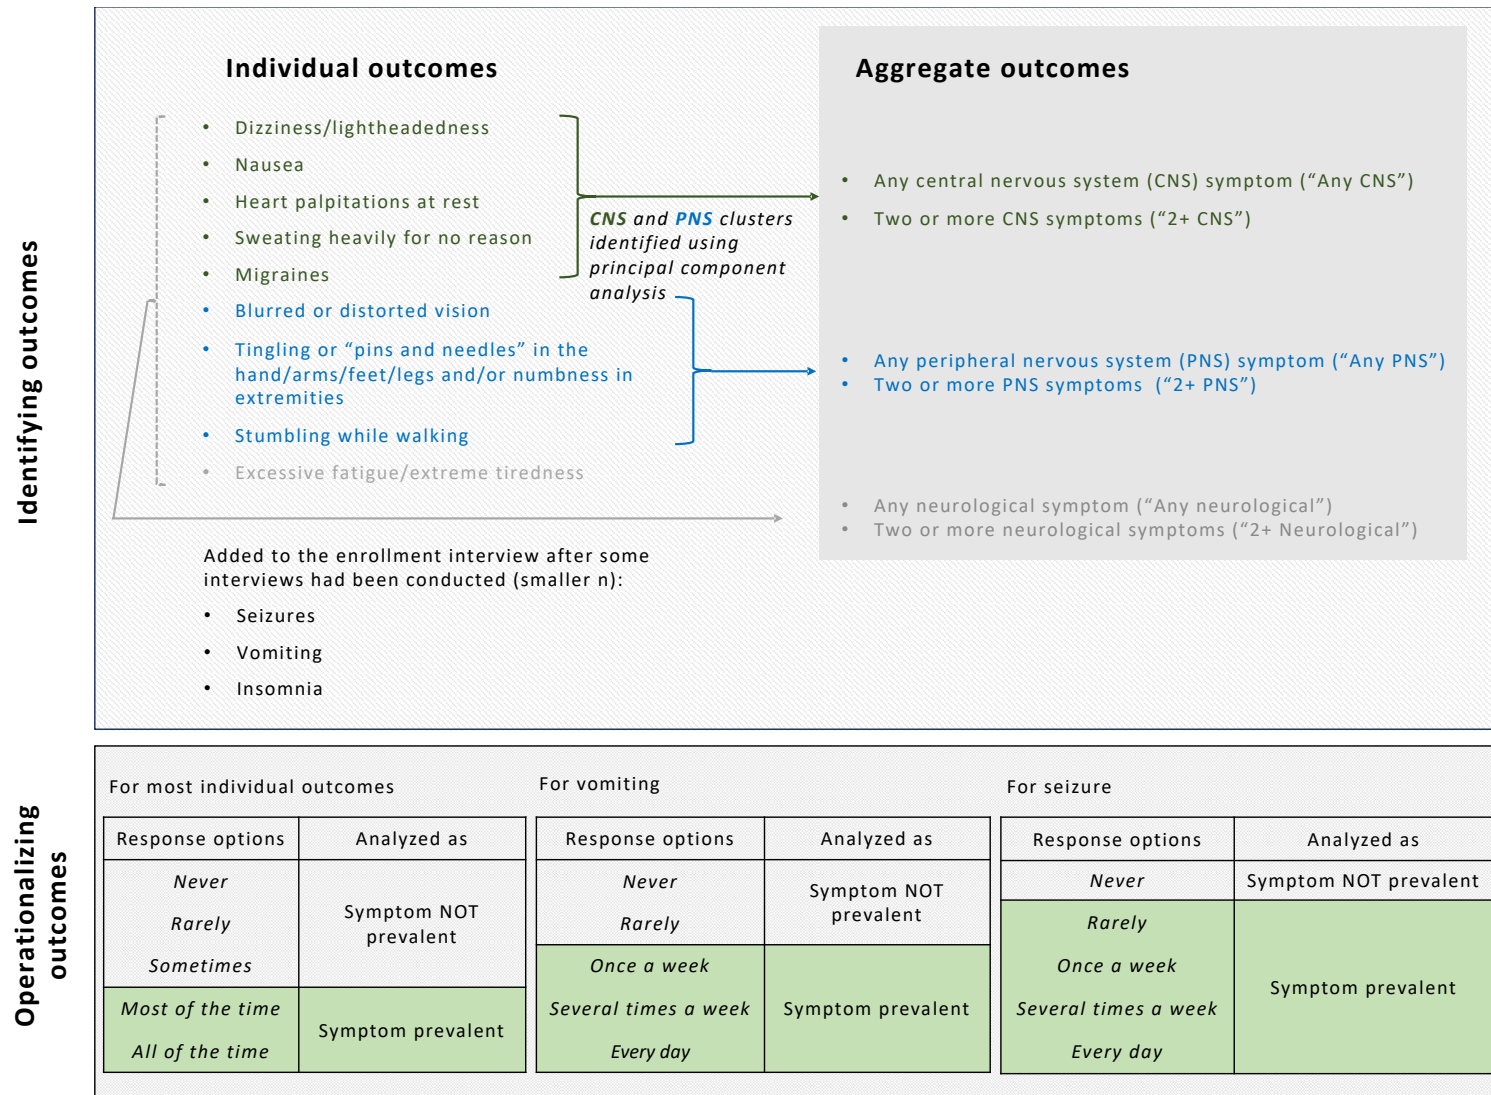 Identifying outcomes
Individual outcomes
• Dizziness/lightheadedness
• Nausea
• Heart palpitations at rest
• Sweating heavily for no reason
• Migraines
• Blurred or distorted vision
• Tingling or “pins and needles” in the
hand/arms/feet/legs and/or numbness in
extremities
• Stumbling while walking
• Excessive fatigue/extreme tiredness
CNS and PNS clusters
identified using
principal component
analysis
Aggregate outcomes
• Any central nervous system (CNS) symptom (“Any CNS”)
• Two or more CNS symptoms (“2+ CNS”)
• Any peripheral nervous system (PNS) symptom (“Any PNS”)
• Two or more PNS symptoms (“2+ PNS”)
• Any neurological symptom (“Any neurological”)
• Two or more neurological symptoms (“2+ Neurological”)
Added to the enrollment interview after some
interviews had been conducted (smaller n):
• Seizures
• Vomiting
• Insomnia
Operationalizing
outcomes
For most individual outcomes
Response options
Analyzed as
Never
Rarely
Sometimes
Symptom NOT
prevalent
Most of the time
All of the time
Symptom prevalent
For vomiting
Response options
Analyzed as
Never
Rarely
Symptom NOT
prevalent
Once a week
Several times a week
Every day
Symptom prevalent
For seizure
Response options
Analyzed as
Never
Symptom NOT prevalent
Rarely
Once a week
Several times a week
Every day
Symptom prevalent